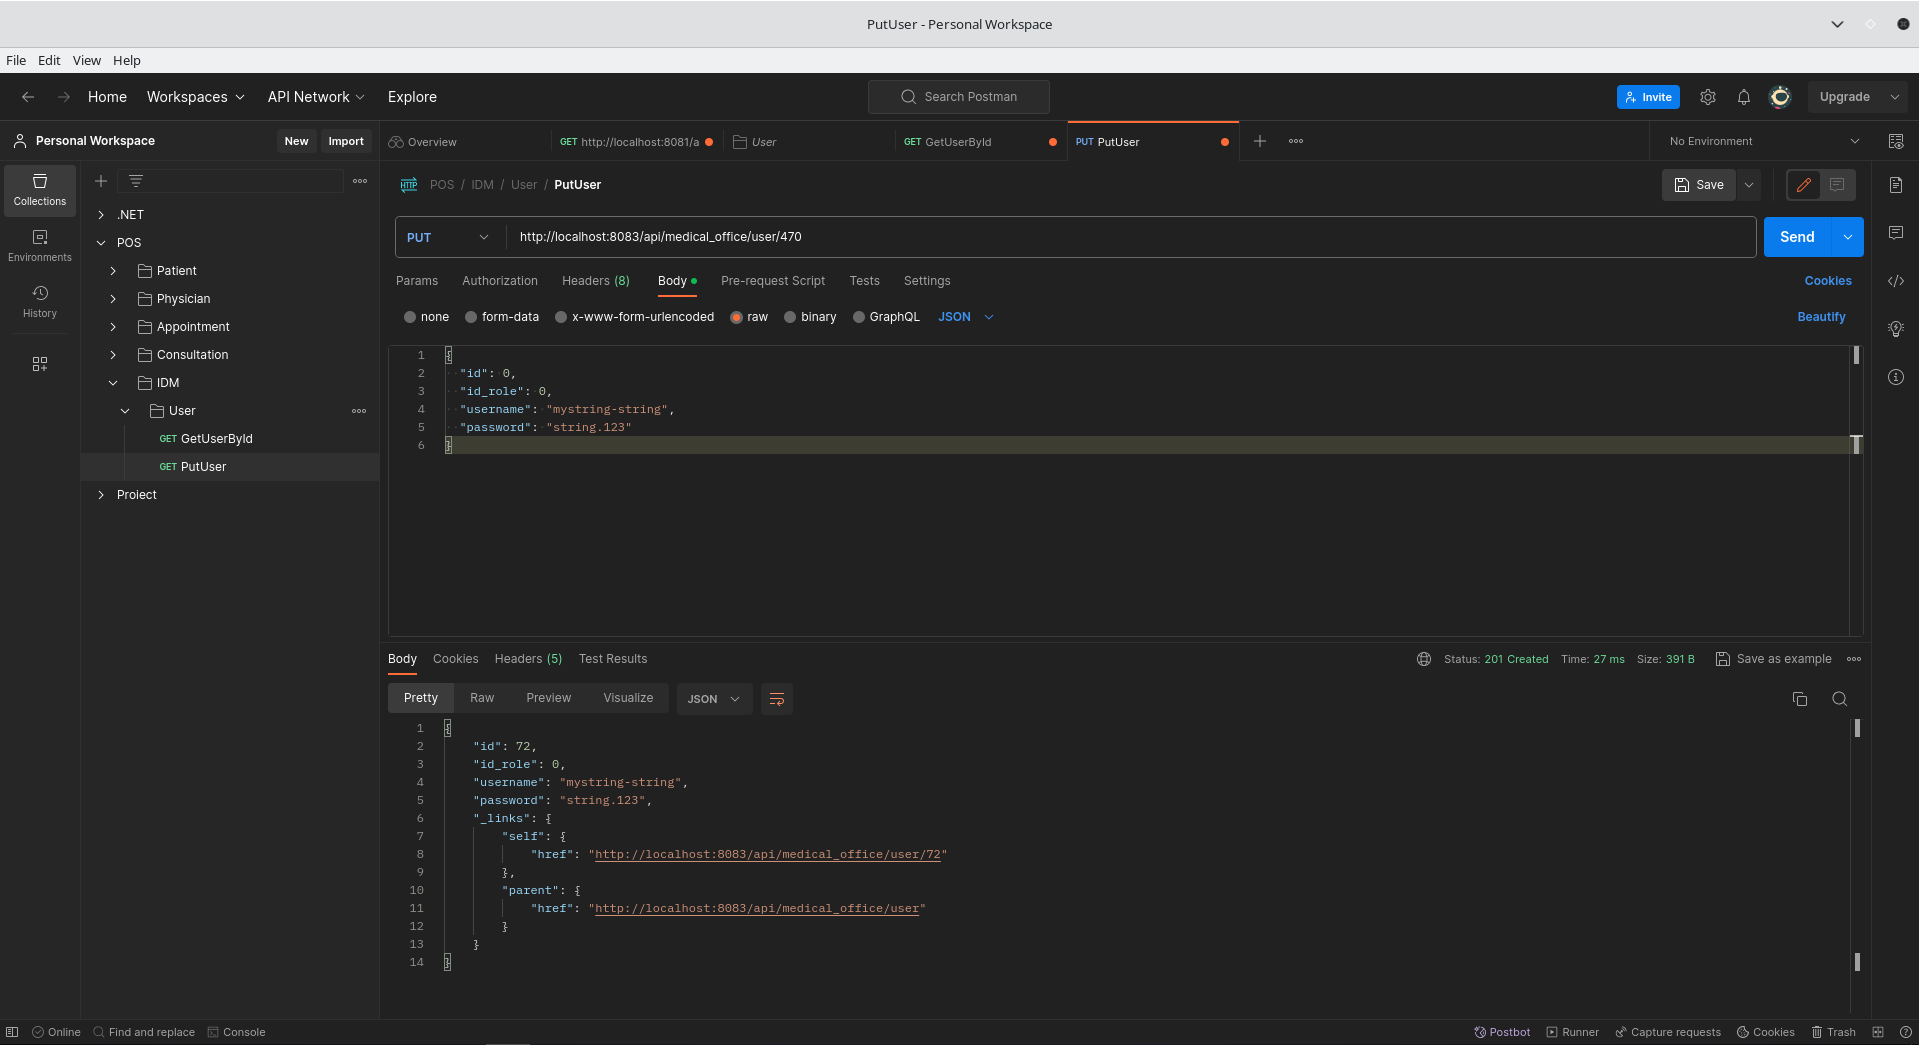 PutUser - Personal Workspace
File Edit View Help
Home Workspaces API Network Explore Search Postman Invite Upgrade
Personal Workspace New Import
Overview GET http://localhost:8081/a User GET GetUserById PUT PutUser No Environment
Collections
Environments
History
.NET
POS
Patient
Physician
Appointment
Consultation
IDM
User
GET GetUserById
GET PutUser
Proiect
HTTP POS / IDM / User / PutUser Save
PUT http://localhost:8083/api/medical_office/user/470 Send
Params Authorization Headers (8) Body Pre-request Script Tests Settings Cookies
none form-data x-www-form-urlencoded raw binary GraphQL JSON Beautify
1 {
2 "id": 0,
3 "id_role": 0,
4 "username": "mystring-string",
5 "password": "string.123"
6 }
Body Cookies Headers (5) Test Results Status: 201 Created Time: 27 ms Size: 391 B Save as example
Pretty Raw Preview Visualize JSON
1 {
2 "id": 72,
3 "id_role": 0,
4 "username": "mystring-string",
5 "password": "string.123",
6 "_links": {
7 "self": {
8 "href": "http://localhost:8083/api/medical_office/user/72"
9 },
10 "parent": {
11 "href": "http://localhost:8083/api/medical_office/user"
12 }
13 }
14 }
Online Find and replace Console Postbot Runner Capture requests Cookies Trash